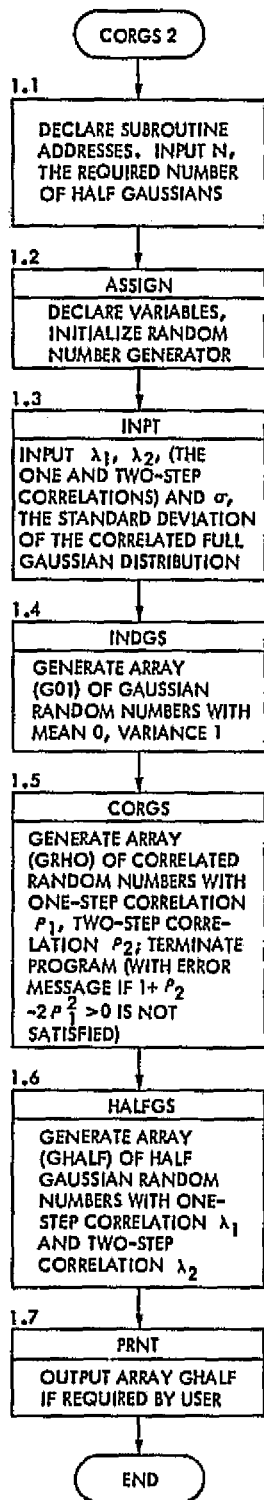 CORGS 2
1.1
DECLARE SUBROUTINE
ADDRESSES. INPUT N,
THE REQUIRED NUMBER
OF HALF GAUSSIANS
1.2
ASSIGN
DECLARE VARIABLES,
INITIALIZE RANDOM
NUMBER GENERATOR
1.3
INPT
INPUT λ₁, λ₂, (THE
ONE AND TWO-STEP
CORRELATIONS) AND σ,
THE STANDARD DEVIATION
OF THE CORRELATED FULL
GAUSSIAN DISTRIBUTION
1.4
INDGS
GENERATE ARRAY
(G01) OF GAUSSIAN
RANDOM NUMBERS WITH
MEAN 0, VARIANCE 1
1.5
CORGS
GENERATE ARRAY
(GRHO) OF CORRELATED
RANDOM NUMBERS WITH
ONE-STEP CORRELATION
ρ₁, TWO-STEP CORRE-
LATION ρ₂; TERMINATE
PROGRAM (WITH ERROR
MESSAGE IF 1+ ρ₂
-2ρ₁² >0 IS NOT
SATISFIED)
1.6
HALFGS
GENERATE ARRAY
(GHALF) OF HALF
GAUSSIAN RANDOM
NUMBERS WITH ONE-
STEP CORRELATION λ₁
AND TWO-STEP
CORRELATION λ₂
1.7
PRNT
OUTPUT ARRAY GHALF
IF REQUIRED BY USER
END